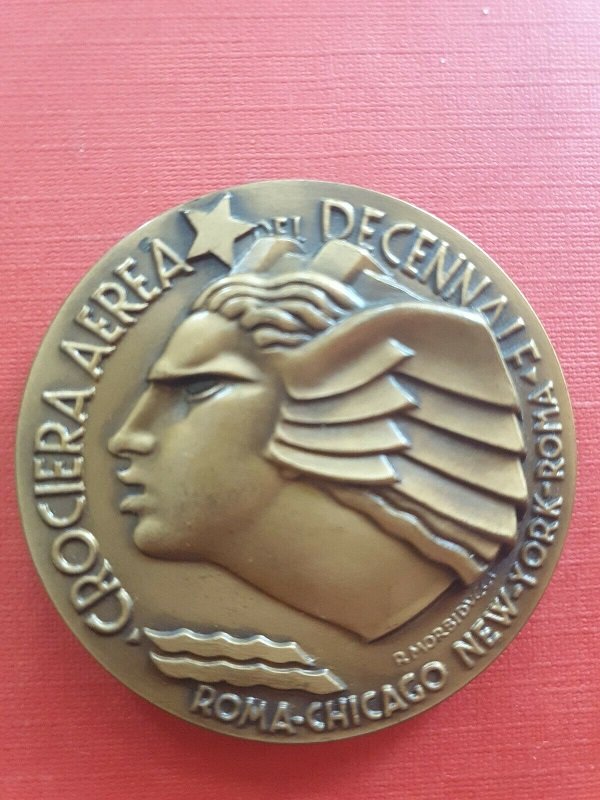 CROCIERA AEREA DEL DECENNALE
ROMA-CHICAGO NEW-YORK-ROMA
R. MORBIDUCCI